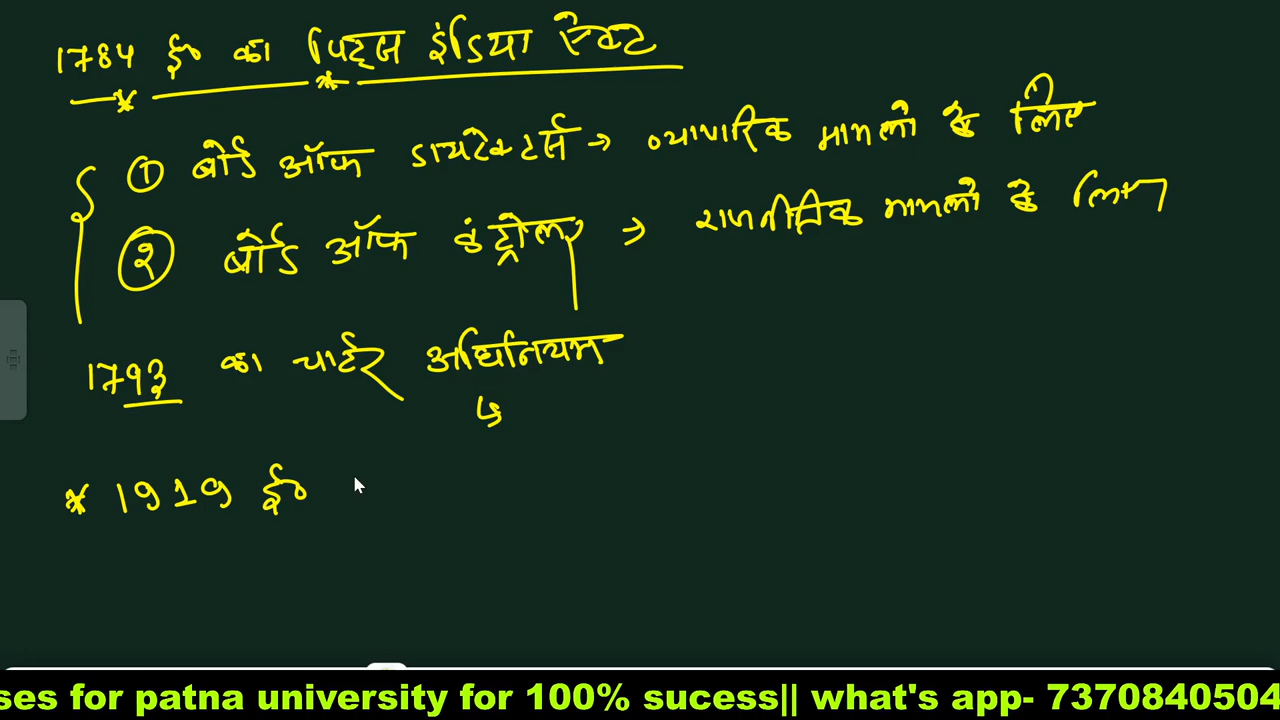 1784 ई० का पिट्स इंडिया ऐक्ट
① बोर्ड ऑफ डायरेक्टर्स → व्यापारिक मामलों के लिए
② बोर्ड ऑफ कंट्रोलर → राजनीतिक मामलों के लिए
1793 का चार्टर अधिनियम
* 1919 ई०
ses for patna university for 100% sucess|| what's app- 7370840504